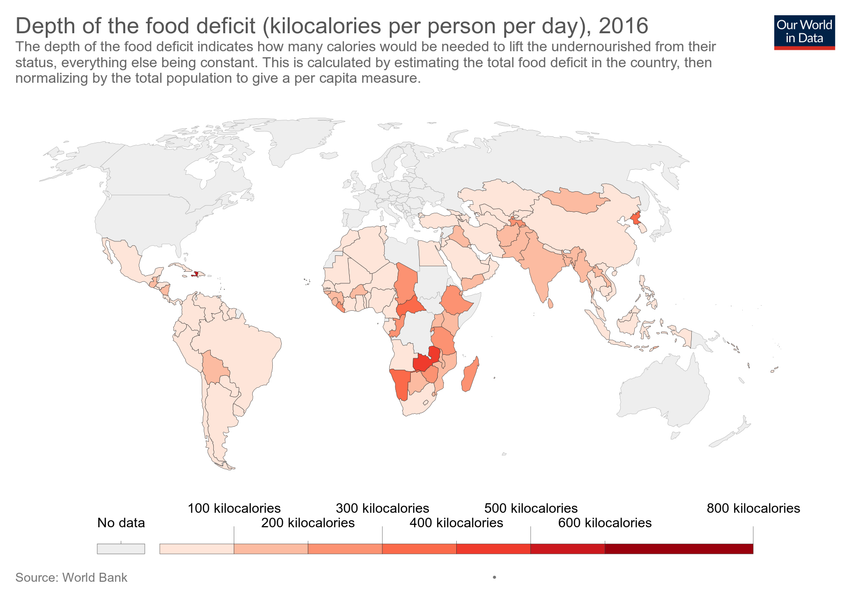 Depth of the food deficit (kilocalories per person per day), 2016
Our World
in Data
The depth of the food deficit indicates how many calories would be needed to lift the undernourished from their
status, everything else being constant. This is calculated by estimating the total food deficit in the country, then
normalizing by the total population to give a per capita measure.
100 kilocalories
300 kilocalories
500 kilocalories
800 kilocalories
No data
200 kilocalories
400 kilocalories
600 kilocalories
Source: World Bank